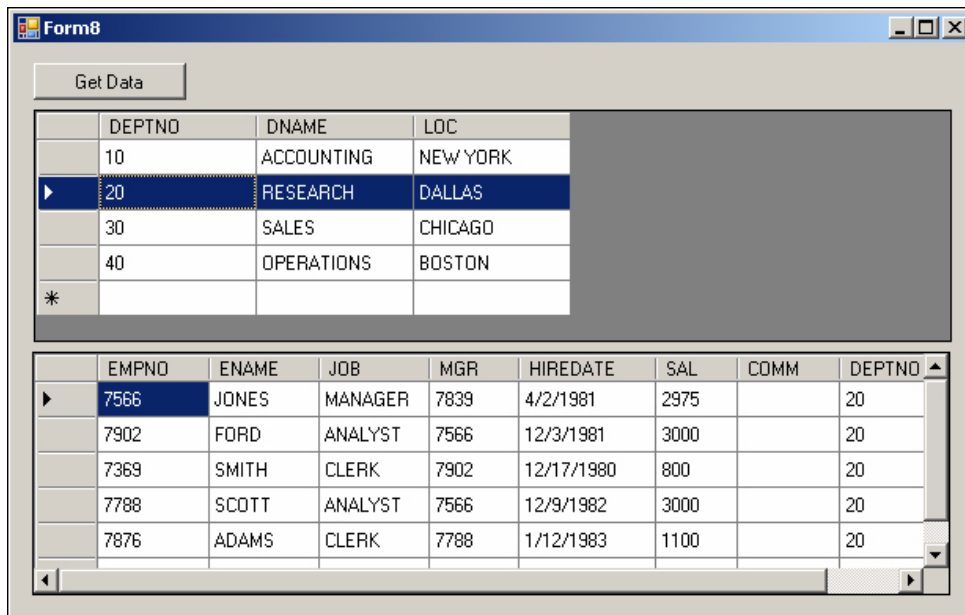 Form8
Get Data
DEPTNO DNAME LOC
10 ACCOUNTING NEW YORK
20 RESEARCH DALLAS
30 SALES CHICAGO
40 OPERATIONS BOSTON
EMPNO ENAME JOB MGR HIREDATE SAL COMM DEPTNO
7566 JONES MANAGER 7839 4/2/1981 2975 20
7902 FORD ANALYST 7566 12/3/1981 3000 20
7369 SMITH CLERK 7902 12/17/1980 800 20
7788 SCOTT ANALYST 7566 12/9/1982 3000 20
7876 ADAMS CLERK 7788 1/12/1983 1100 20